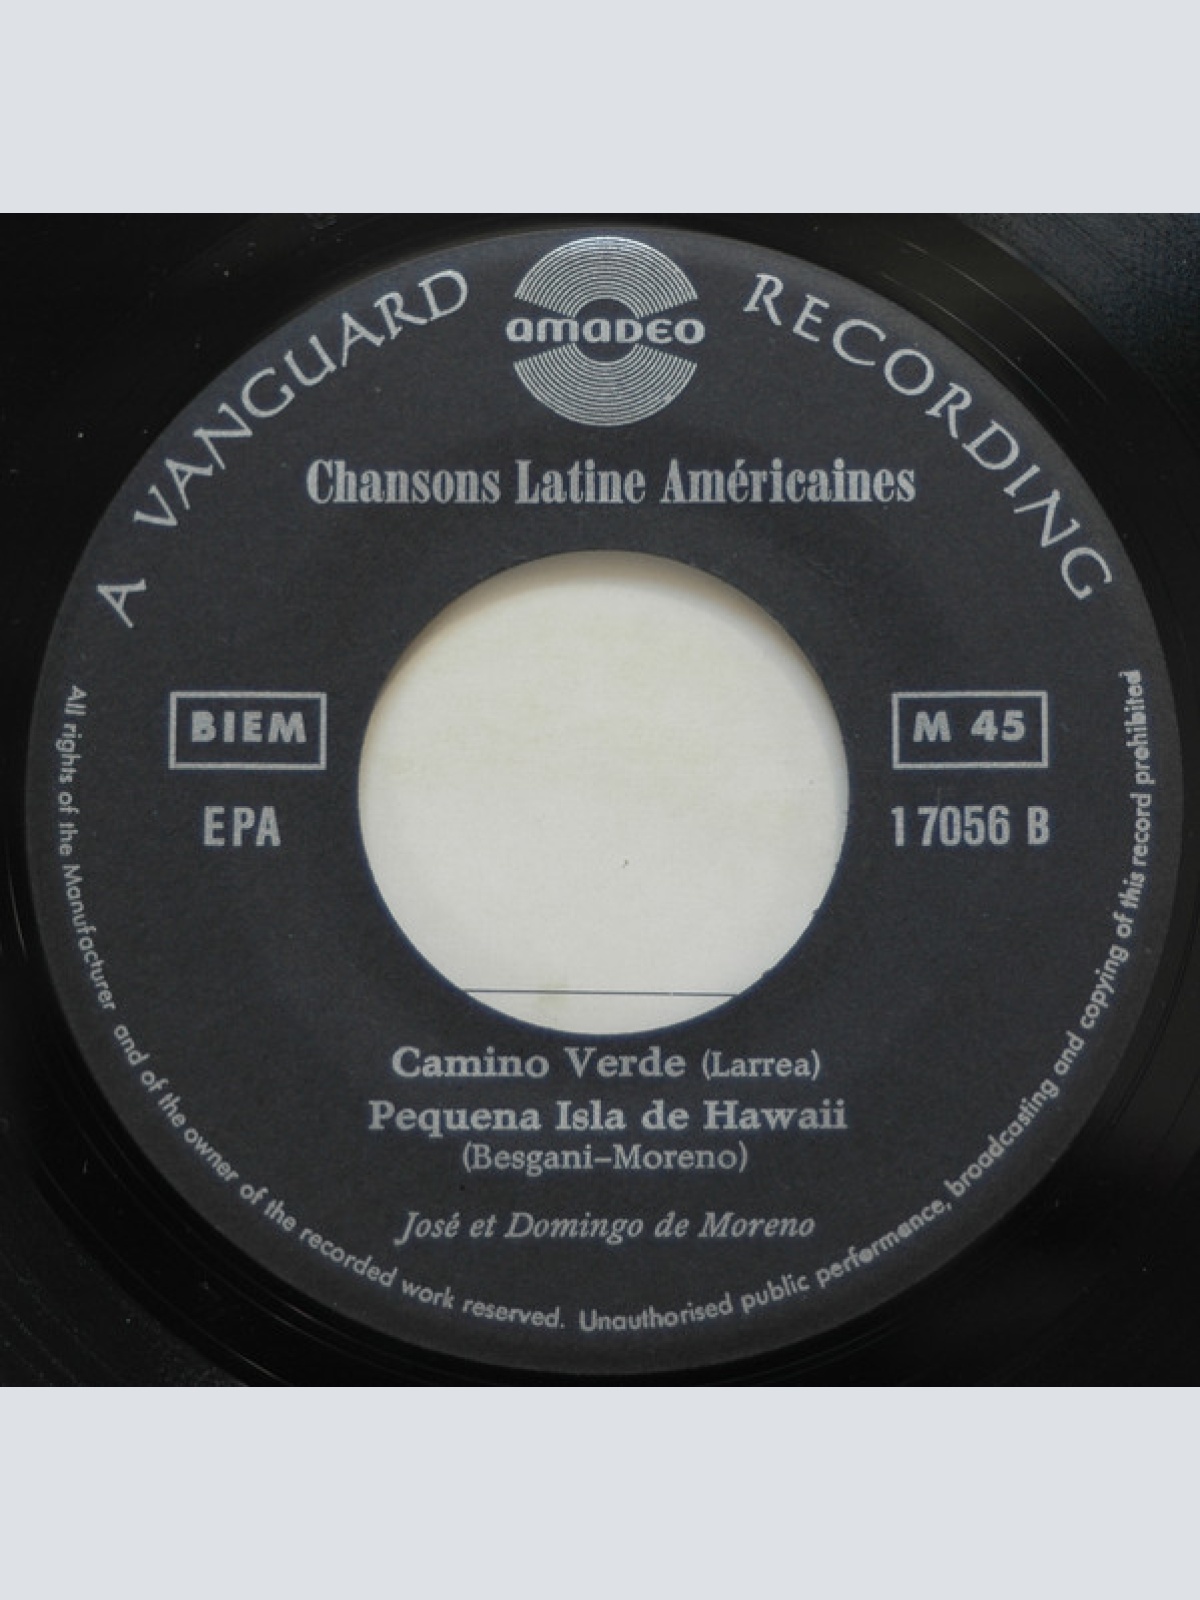 A VANGUARD RECORDING
amaDEO
Chansons Latine Américaines
BIEM
M 45
EPA
17056 B
Camino Verde (Larrea)
Pequena Isla de Hawaii
(Besgani–Moreno)
José et Domingo de Moreno
All rights of the Manufacturer and of the owner of the recorded work reserved. Unauthorised public performance, broadcasting and copying of this record prohibited